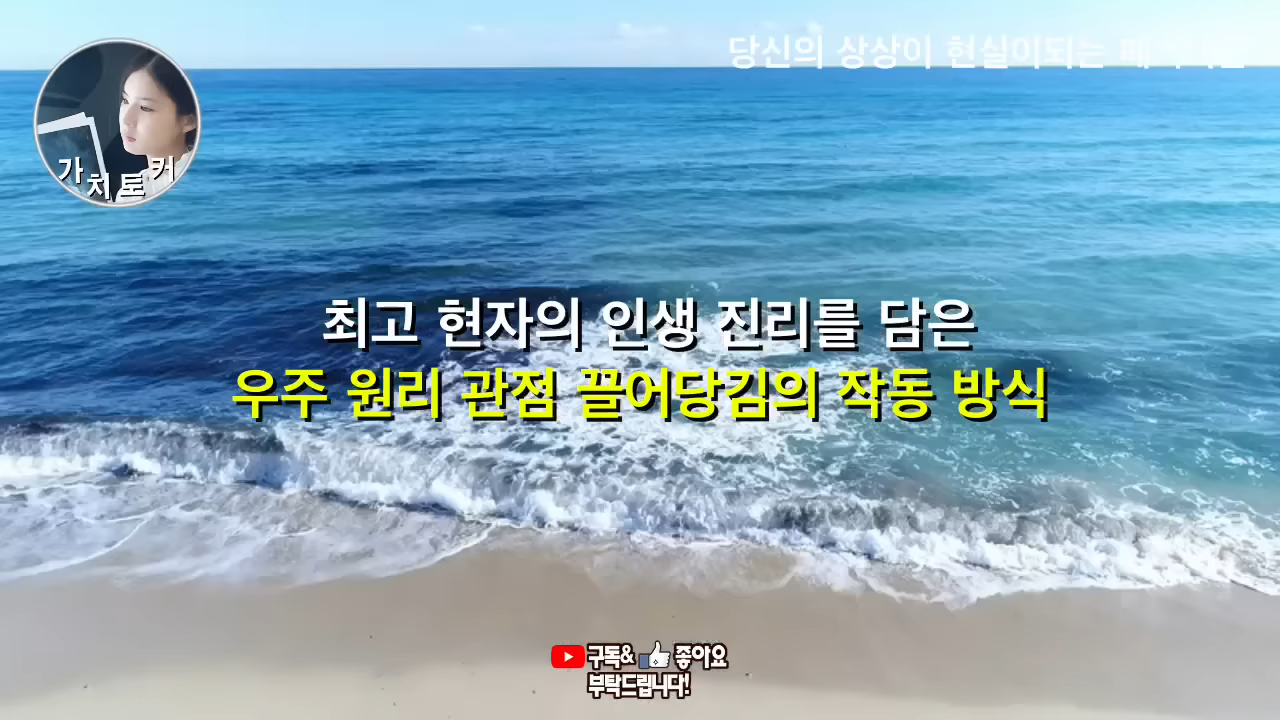 당신의 상상이 현실이되는
가치토커
최고 현자의 인생 진리를 담은
우주 원리 관점 끌어당김의 작동 방식
구독& 좋아요
부탁드립니다!